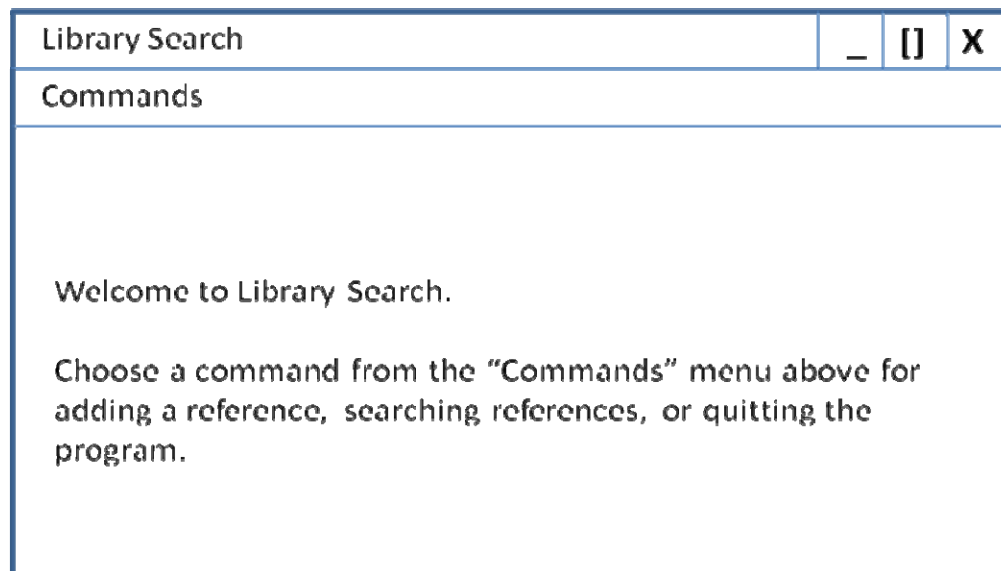 Library Search _ [] X
Commands
Welcome to Library Search.
Choose a command from the “Commands” menu above for
adding a reference, searching references, or quitting the
program.